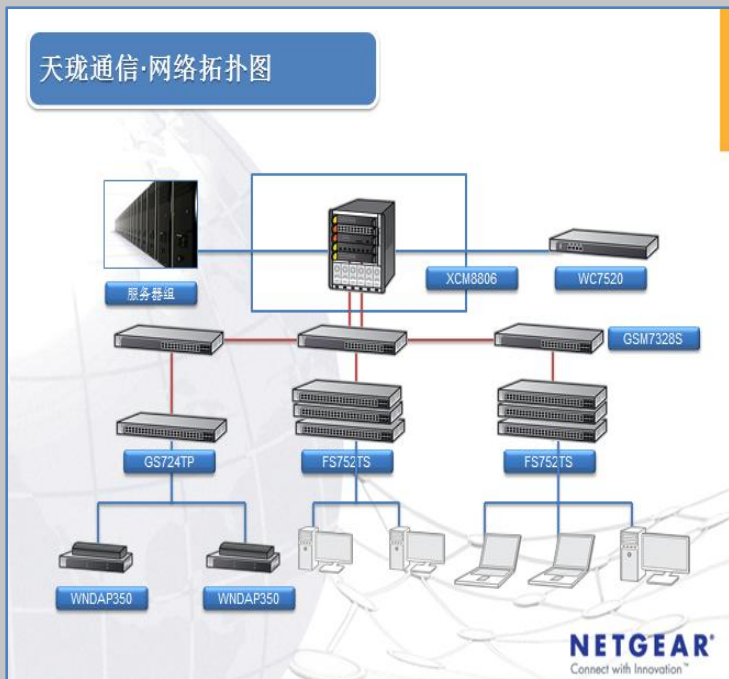 天珑通信·网络拓扑图
服务器组
XCM8806
WC7520
GSM7328S
GS724TP
FS752TS
FS752TS
WNDAP350
WNDAP350
NETGEAR®
Connect with Innovation™